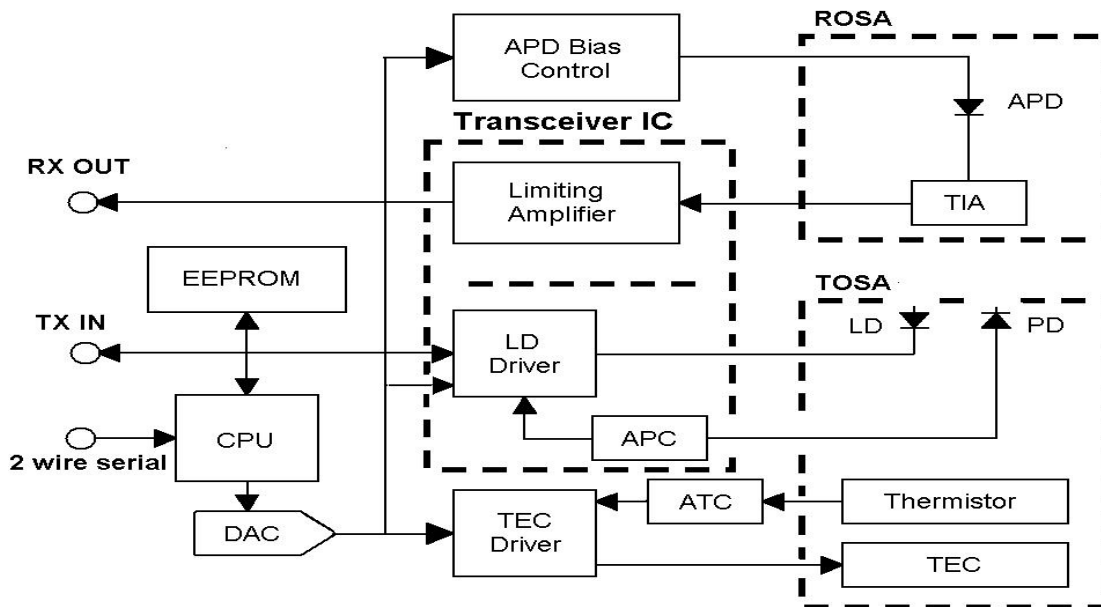 ROSA
APD Bias
Control
APD
Transceiver IC
RX OUT
Limiting
Amplifier
TIA
EEPROM
TOSA
TX IN
LD
Driver
LD
PD
CPU
APC
2 wire serial
ATC
Thermistor
DAC
TEC
Driver
TEC